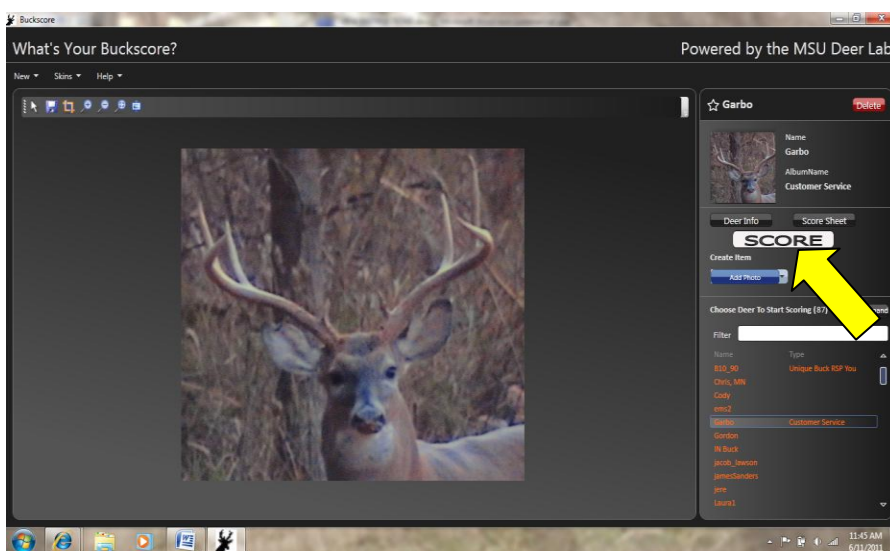 Buckscore
What's Your Buckscore?
Powered by the MSU Deer Lab
New Skins Help
Garbo
Delete
Name
Garbo
AlbumName
Customer Service
Deer Info Score Sheet
SCORE
Create Item
Add Photo
Choose Deer To Start Scoring (87)
Filter
Name Type
B10_90 Unique Buck RSP You
Chris, MN
Cody
ems2
Garbo Customer Service
Gordon
IN Buck
jacob_lawson
jamesSanders
jere
Laura1
11:45 AM
6/11/2011